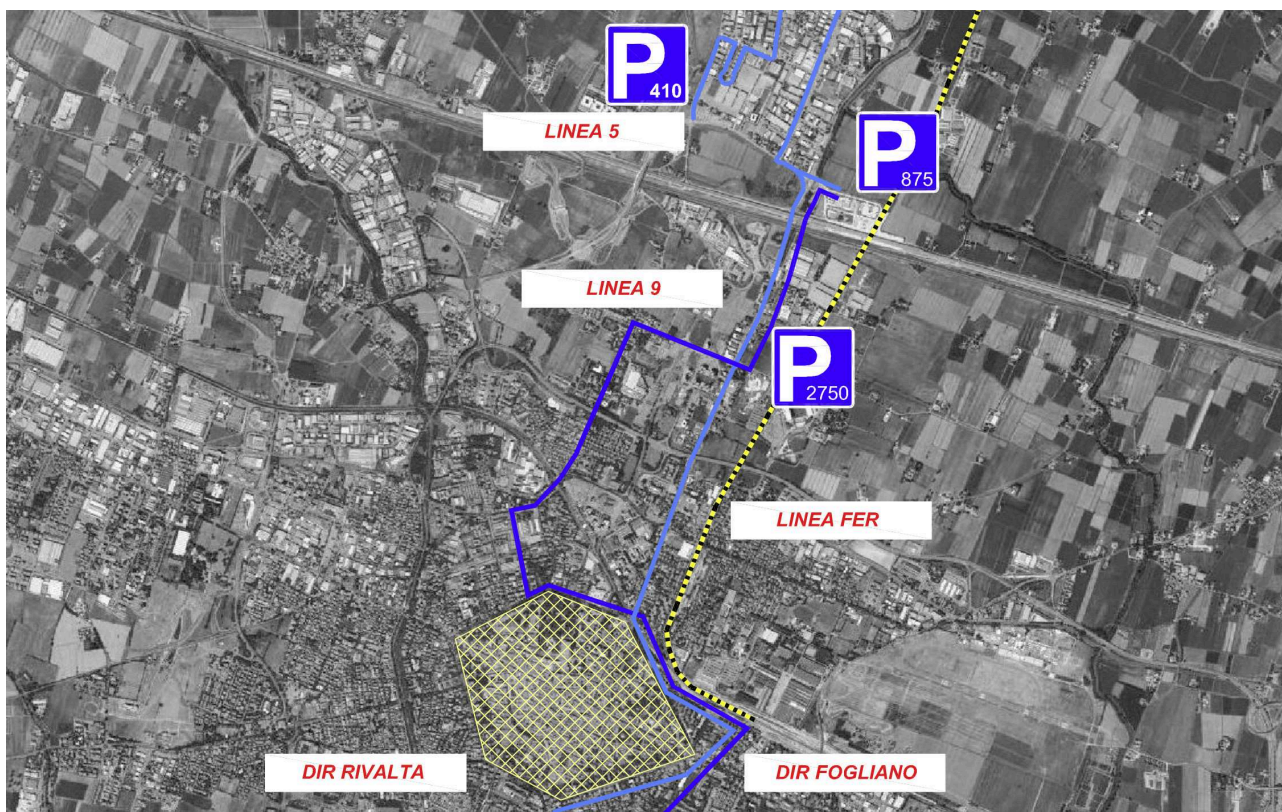 P
410
LINEA 5
P
875
LINEA 9
P
2750
LINEA FER
DIR RIVALTA
DIR FOGLIANO